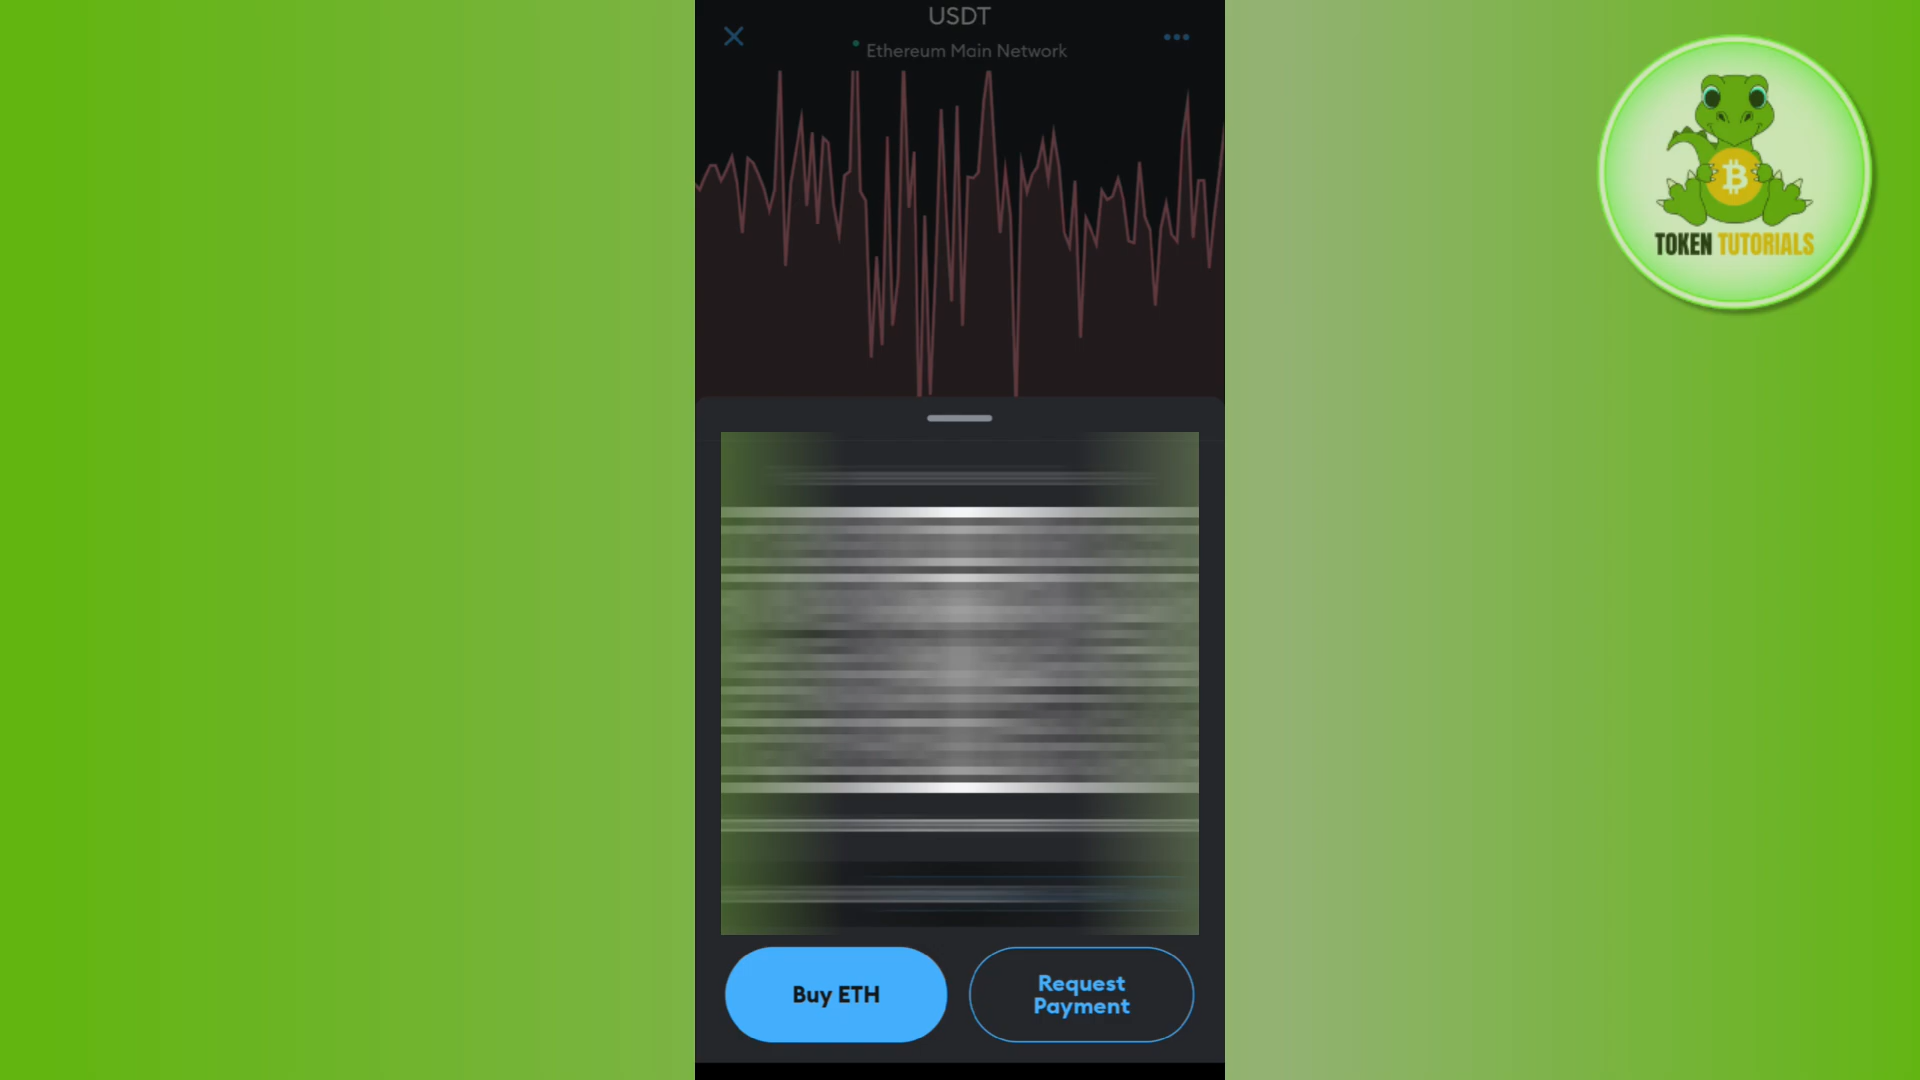 USDT
Ethereum Main Network
TOKEN TUTORIALS
Buy ETH
Request
Payment